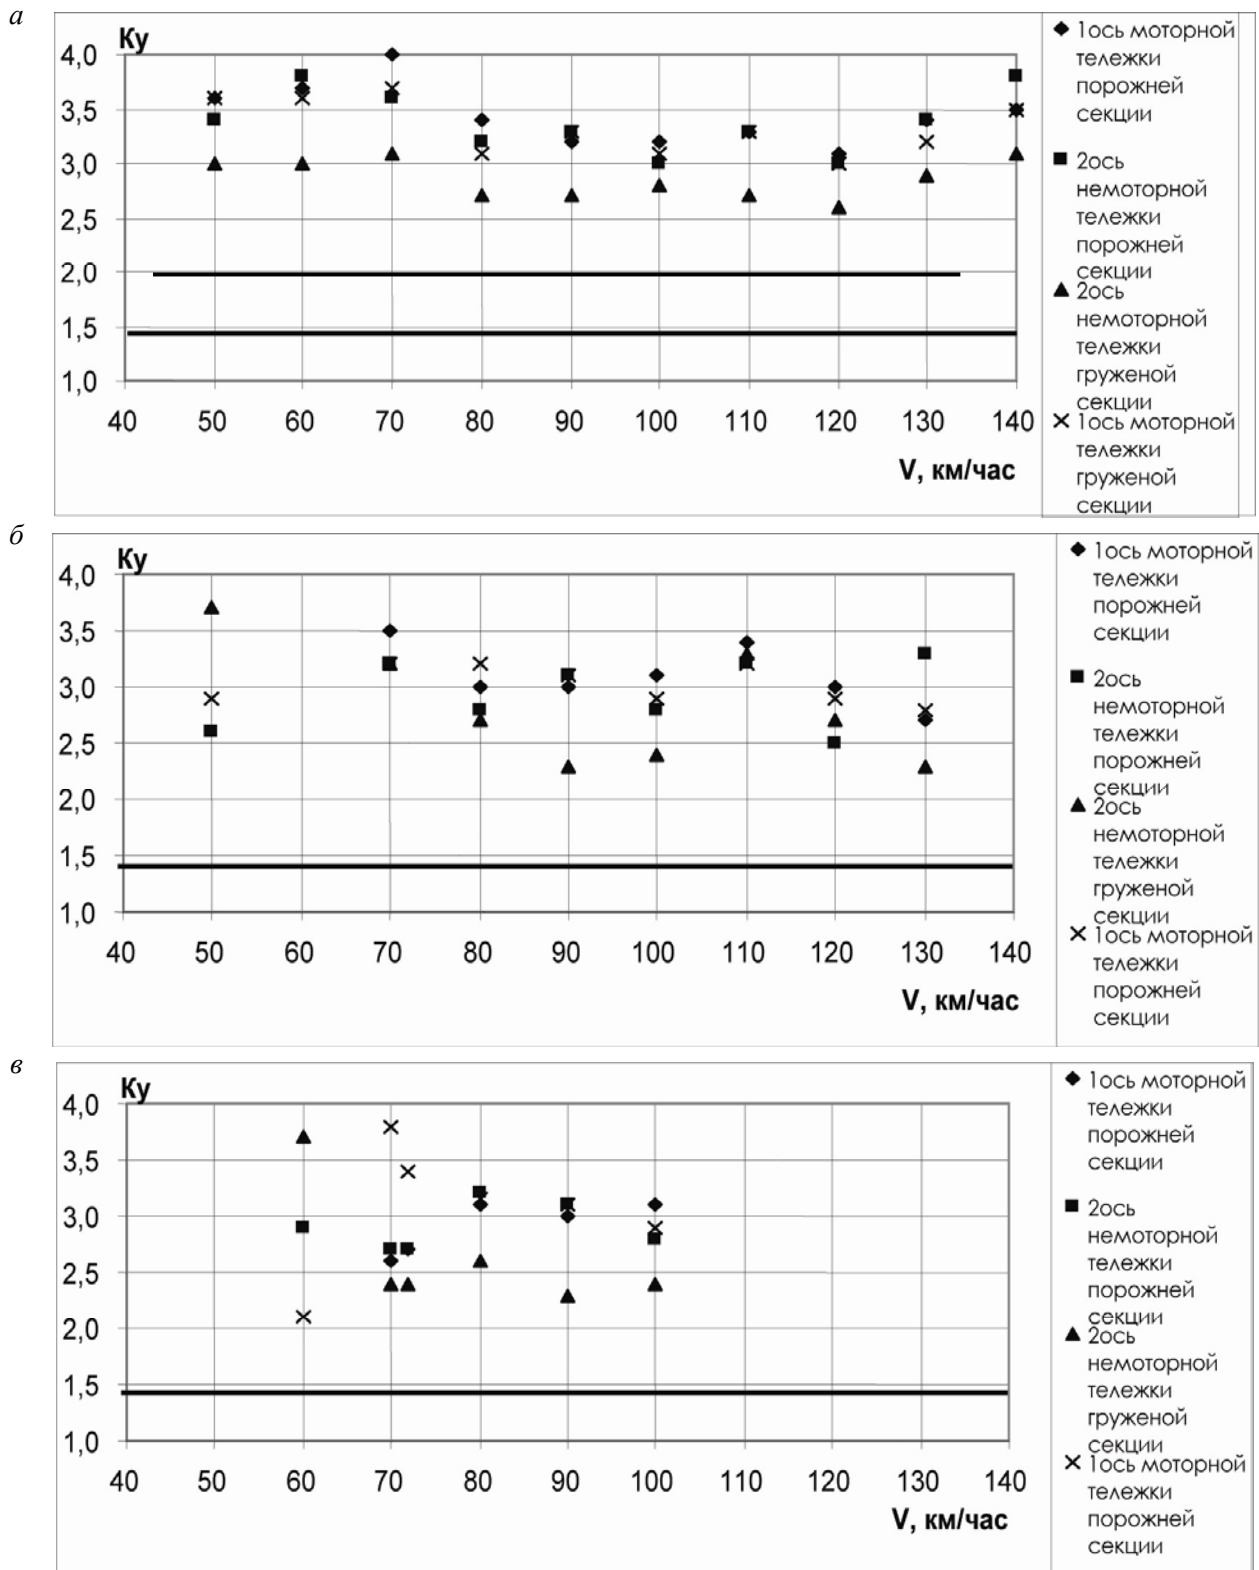 а
Ку
4,0
3,5
3,0
2,5
2,0
1,5
1,0
40 50 60 70 80 90 100 110 120 130 140
V, км/час
1ось моторной
тележки
порожней
секции
2ось
немоторной
тележки
порожней
секции
2ось
немоторной
тележки
груженой
секции
1ось моторной
тележки
груженой
секции
б
Ку
4,0
3,5
3,0
2,5
2,0
1,5
1,0
40 50 60 70 80 90 100 110 120 130 140
V, км/час
1ось моторной
тележки
порожней
секции
2ось
немоторной
тележки
порожней
секции
2ось
немоторной
тележки
груженой
секции
1ось моторной
тележки
порожней
секции
в
Ку
4,0
3,5
3,0
2,5
2,0
1,5
1,0
40 50 60 70 80 90 100 110 120 130 140
V, км/час
1ось моторной
тележки
порожней
секции
2ось
немоторной
тележки
порожней
секции
2ось
немоторной
тележки
груженой
секции
1ось моторной
тележки
порожней
секции